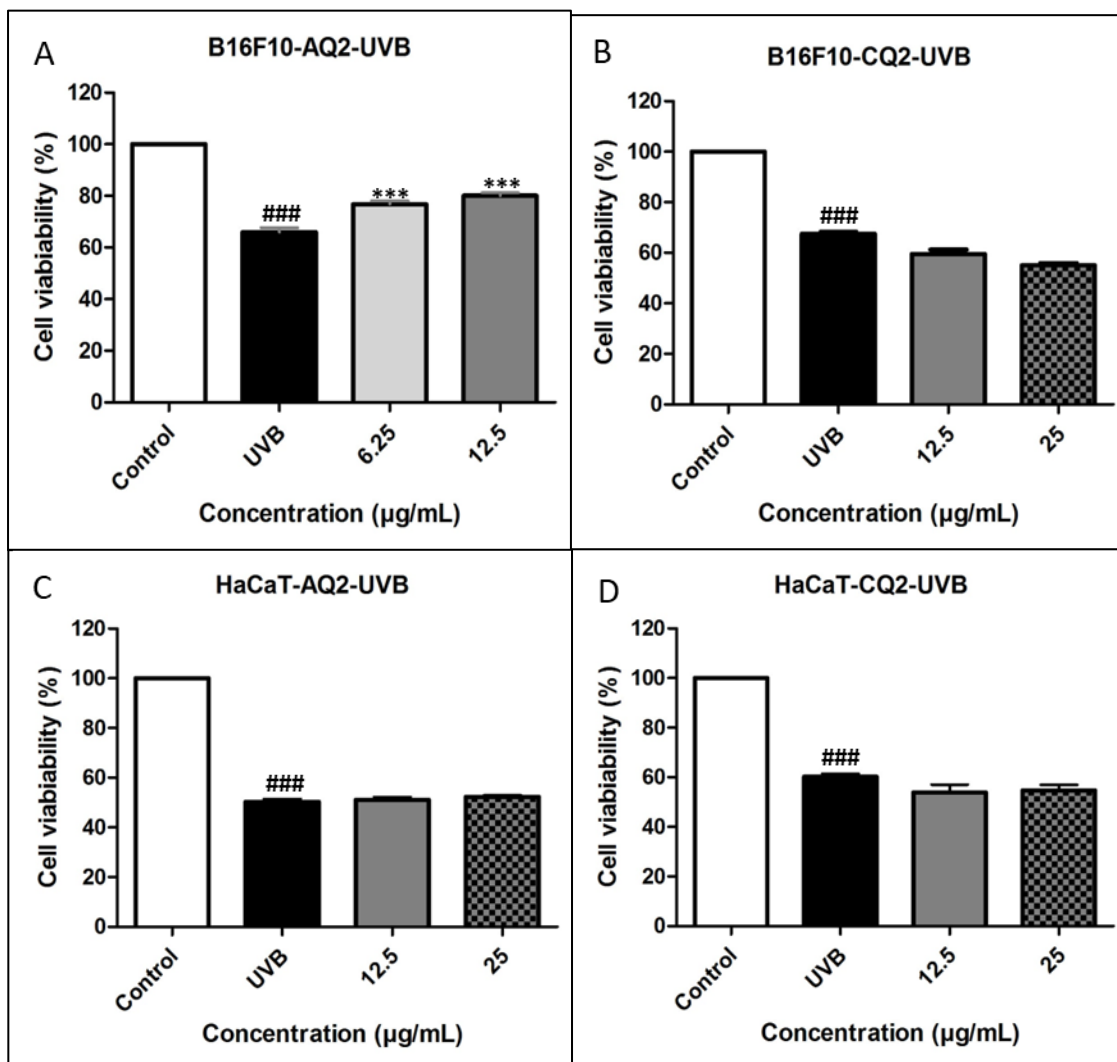 A
B16F10-AQ2-UVB
Cell viabiability (%)
120
100
80
60
40
20
0
###
***
***
Control
UVB
6.25
12.5
Concentration (µg/mL)
B
B16F10-CQ2-UVB
Cell viabiability (%)
120
100
80
60
40
20
0
###
Control
UVB
12.5
25
Concentration (µg/mL)
C
HaCaT-AQ2-UVB
Cell viabiability (%)
120
100
80
60
40
20
0
###
Control
UVB
12.5
25
Concentration (µg/mL)
D
HaCaT-CQ2-UVB
Cell viabiability (%)
120
100
80
60
40
20
0
###
Control
UVB
12.5
25
Concentration (µg/mL)